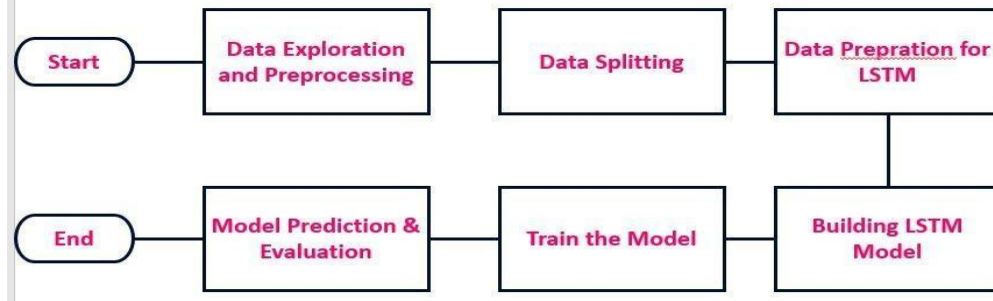 Start
Data Exploration
and Preprocessing
Data Splitting
Data Prepration for
LSTM
Building LSTM
Model
Train the Model
Model Prediction &
Evaluation
End